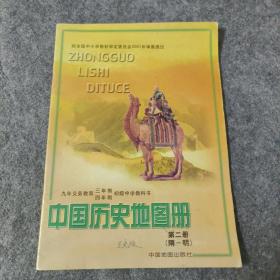 经全国中小学教材审定委员会2001年审查通过
ZHONGGUO
LISHI
DITUCE
九年义务教育三年制四年制初级中学教科书
中国历史地图册
第二册
(隋—明)
中国地图出版社